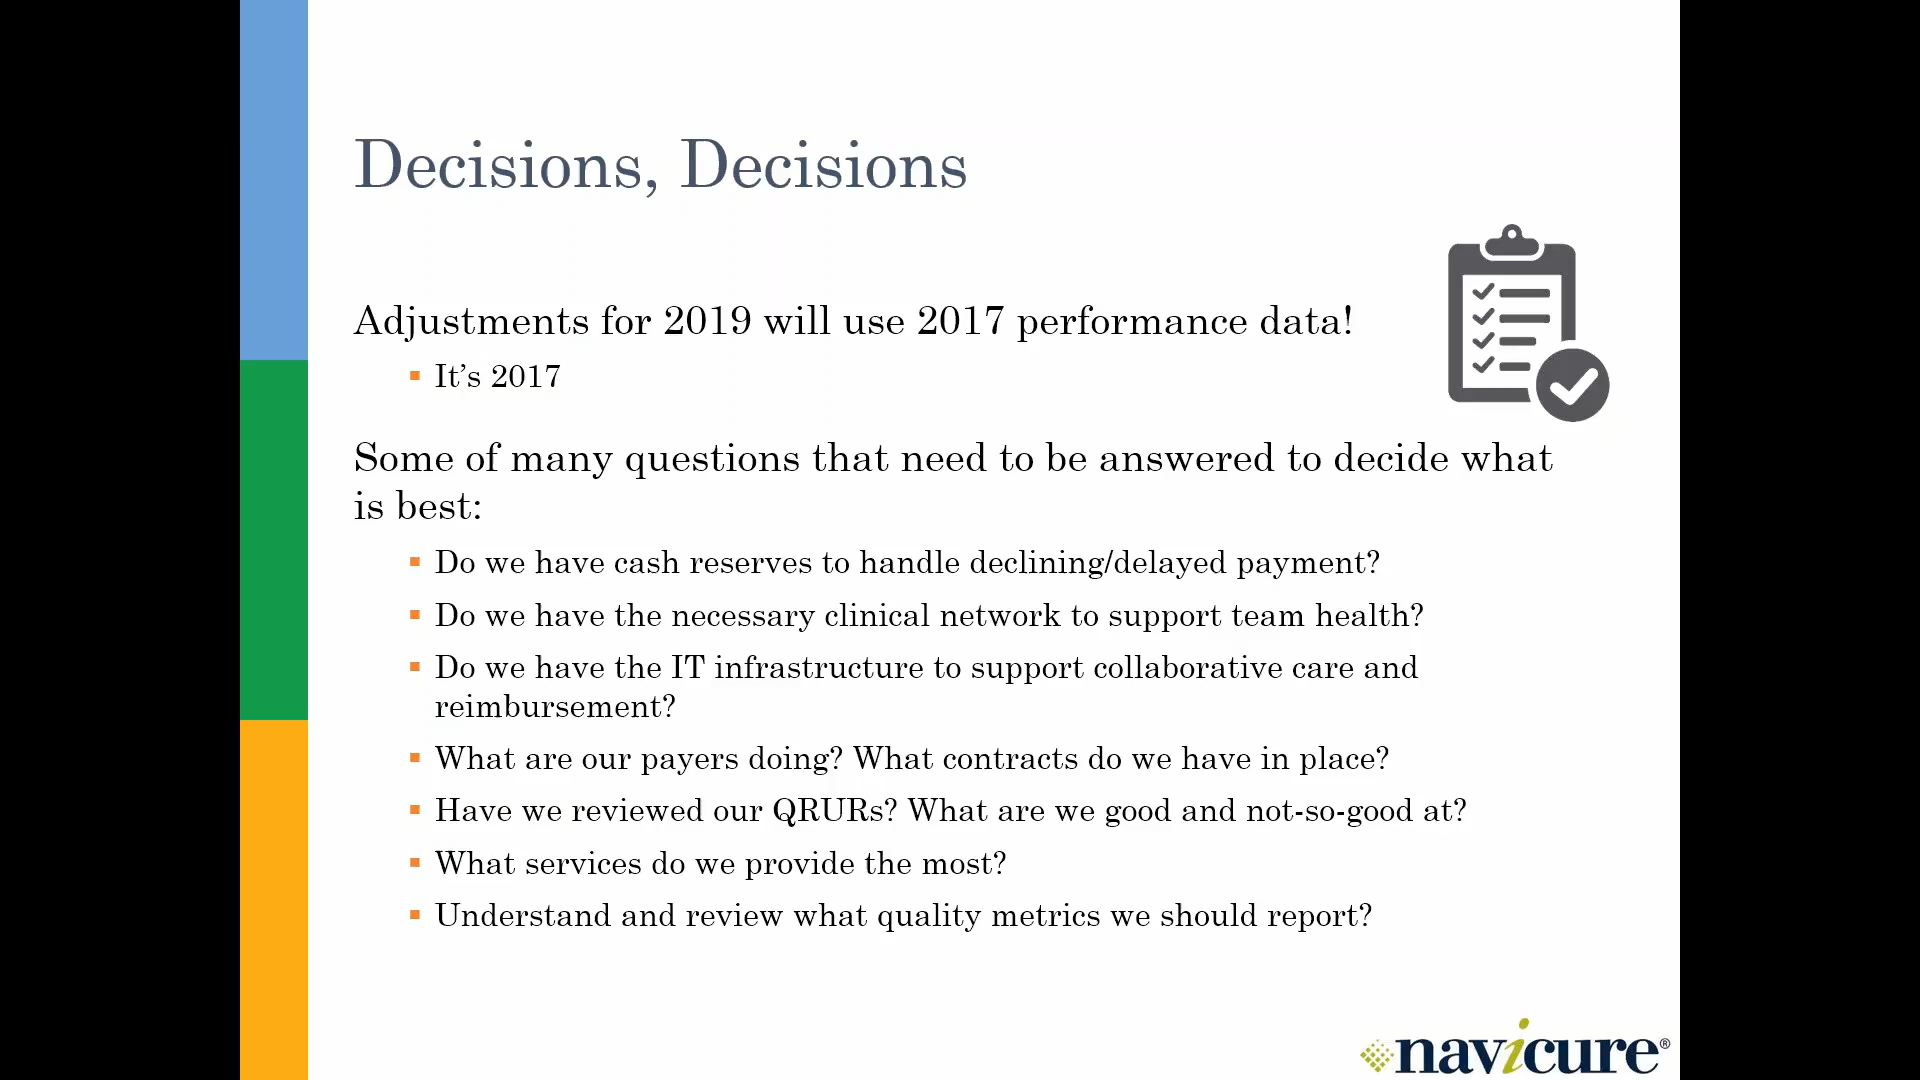 Decisions, Decisions
Adjustments for 2019 will use 2017 performance data!
▪ It’s 2017
Some of many questions that need to be answered to decide what
is best:
▪ Do we have cash reserves to handle declining/delayed payment?
▪ Do we have the necessary clinical network to support team health?
▪ Do we have the IT infrastructure to support collaborative care and
reimbursement?
▪ What are our payers doing? What contracts do we have in place?
▪ Have we reviewed our QRURs? What are we good and not-so-good at?
▪ What services do we provide the most?
▪ Understand and review what quality metrics we should report?
navicure®